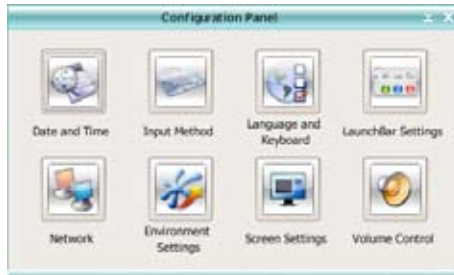 Configuration Panel
Date and Time
Input Method
Language and
Keyboard
LaunchBar Settings
Network
Environment
Settings
Screen Settings
Volume Control